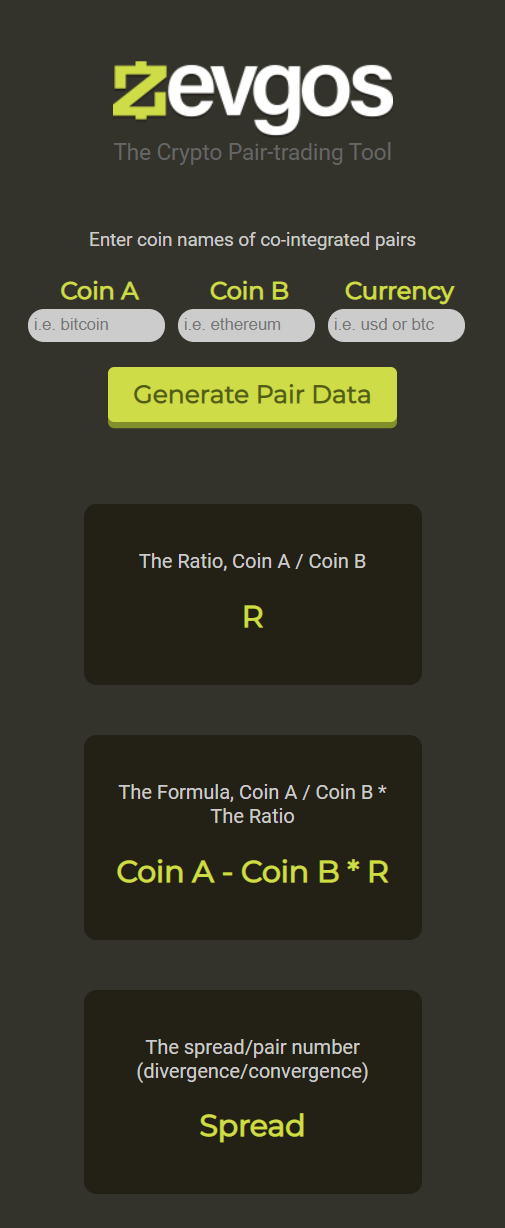 zevgos
The Crypto Pair-trading Tool
Enter coin names of co-integrated pairs
Coin A Coin B Currency
i.e. bitcoin i.e. ethereum i.e. usd or btc
Generate Pair Data
The Ratio, Coin A / Coin B
R
The Formula, Coin A / Coin B *
The Ratio
Coin A - Coin B * R
The spread/pair number
(divergence/convergence)
Spread